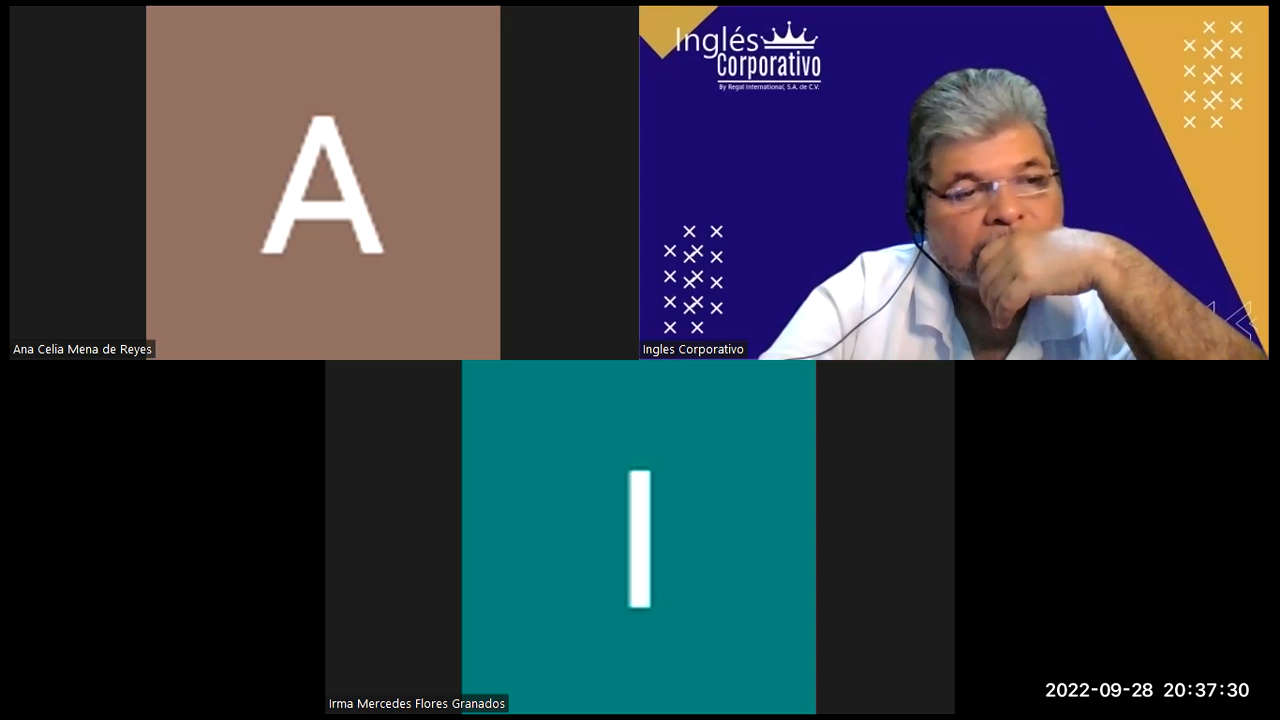 A
Ana Celia Mena de Reyes
Inglés
Corporativo
By Regal International, S.A. de C.V.
Ingles Corporativo
I
Irma Mercedes Flores Granados
2022-09-28 20:37:30